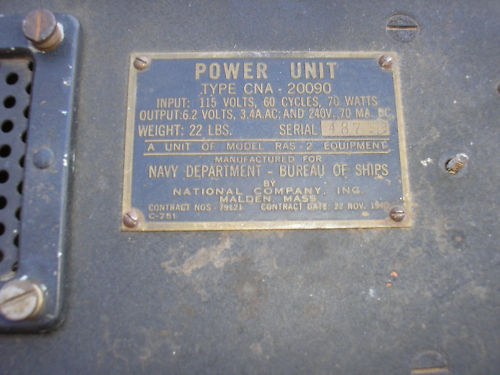 POWER UNIT
TYPE CNA - 20090
INPUT: 115 VOLTS, 60 CYCLES, 70 WATTS
OUTPUT: 6.2 VOLTS, 3.4A. AC; AND 240V. 70 MA. DC
WEIGHT: 22 LBS. SERIAL
A UNIT OF MODEL RAS-2 EQUIPMENT
MANUFACTURED FOR
NAVY DEPARTMENT - BUREAU OF SHIPS
BY
NATIONAL COMPANY, INC.
MALDEN, MASS.
CONTRACT NOS - CONTRACT DATE: NOV.
C-751